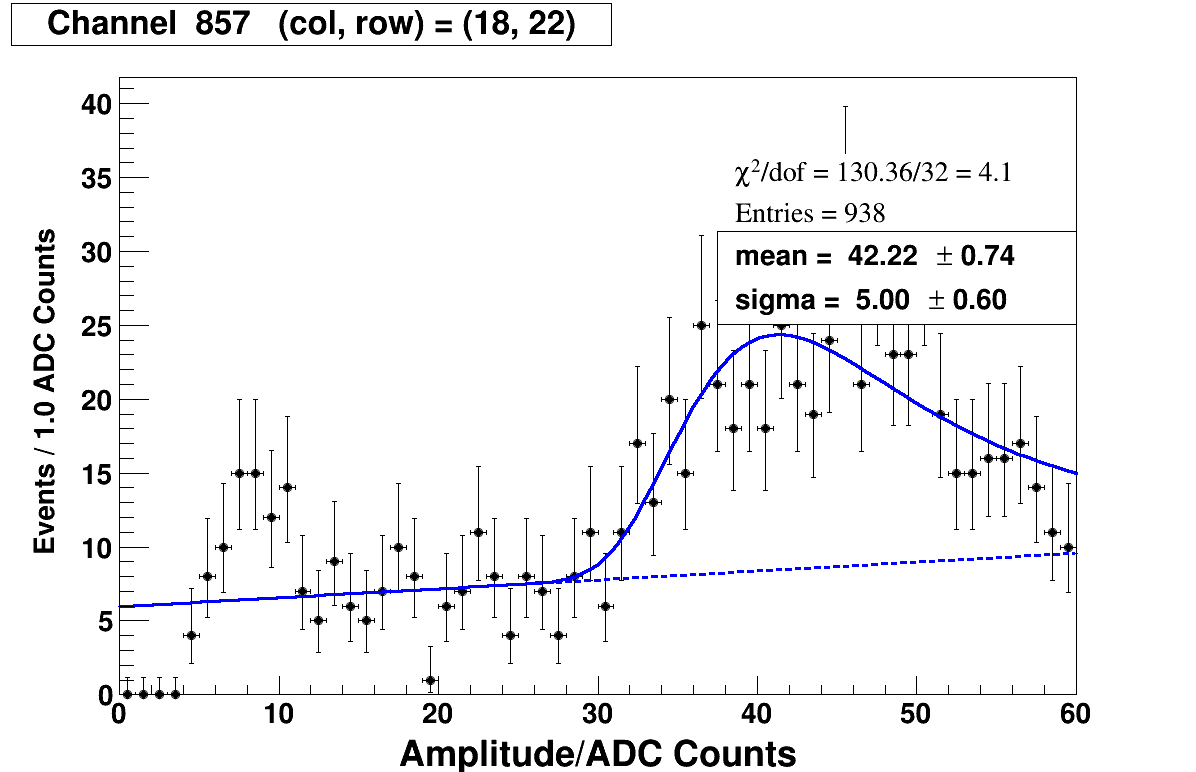 Channel 857 (col, row) = (18, 22)
χ²/dof = 130.36/32 = 4.1
Entries = 938
mean = 42.22 ± 0.74
sigma = 5.00 ± 0.60
Events / 1.0 ADC Counts
40
35
30
25
20
15
10
5
0
0 10 20 30 40 50 60
Amplitude/ADC Counts